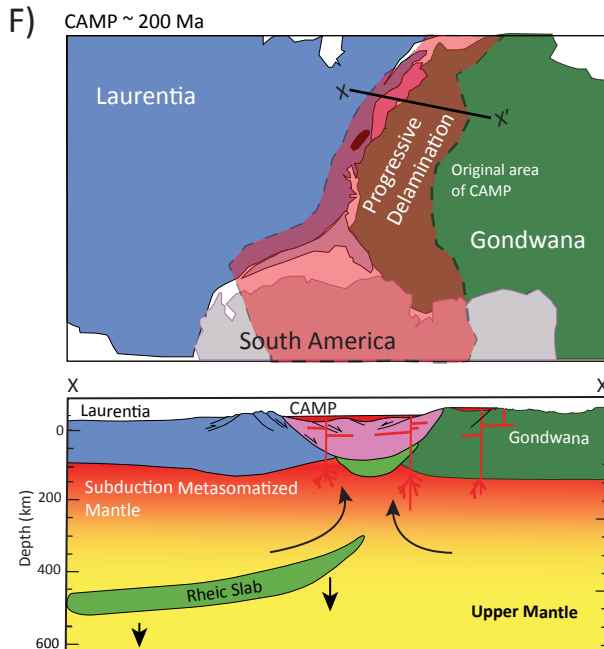 F) CAMP ~ 200 Ma
Laurentia
X
X'
Progressive
Delamination
Original area
of CAMP
Gondwana
South America
X X
Laurentia
CAMP
Gondwana
0
Subduction Metasomatized
Mantle
200
Depth (km)
400
Rheic Slab
Upper Mantle
600